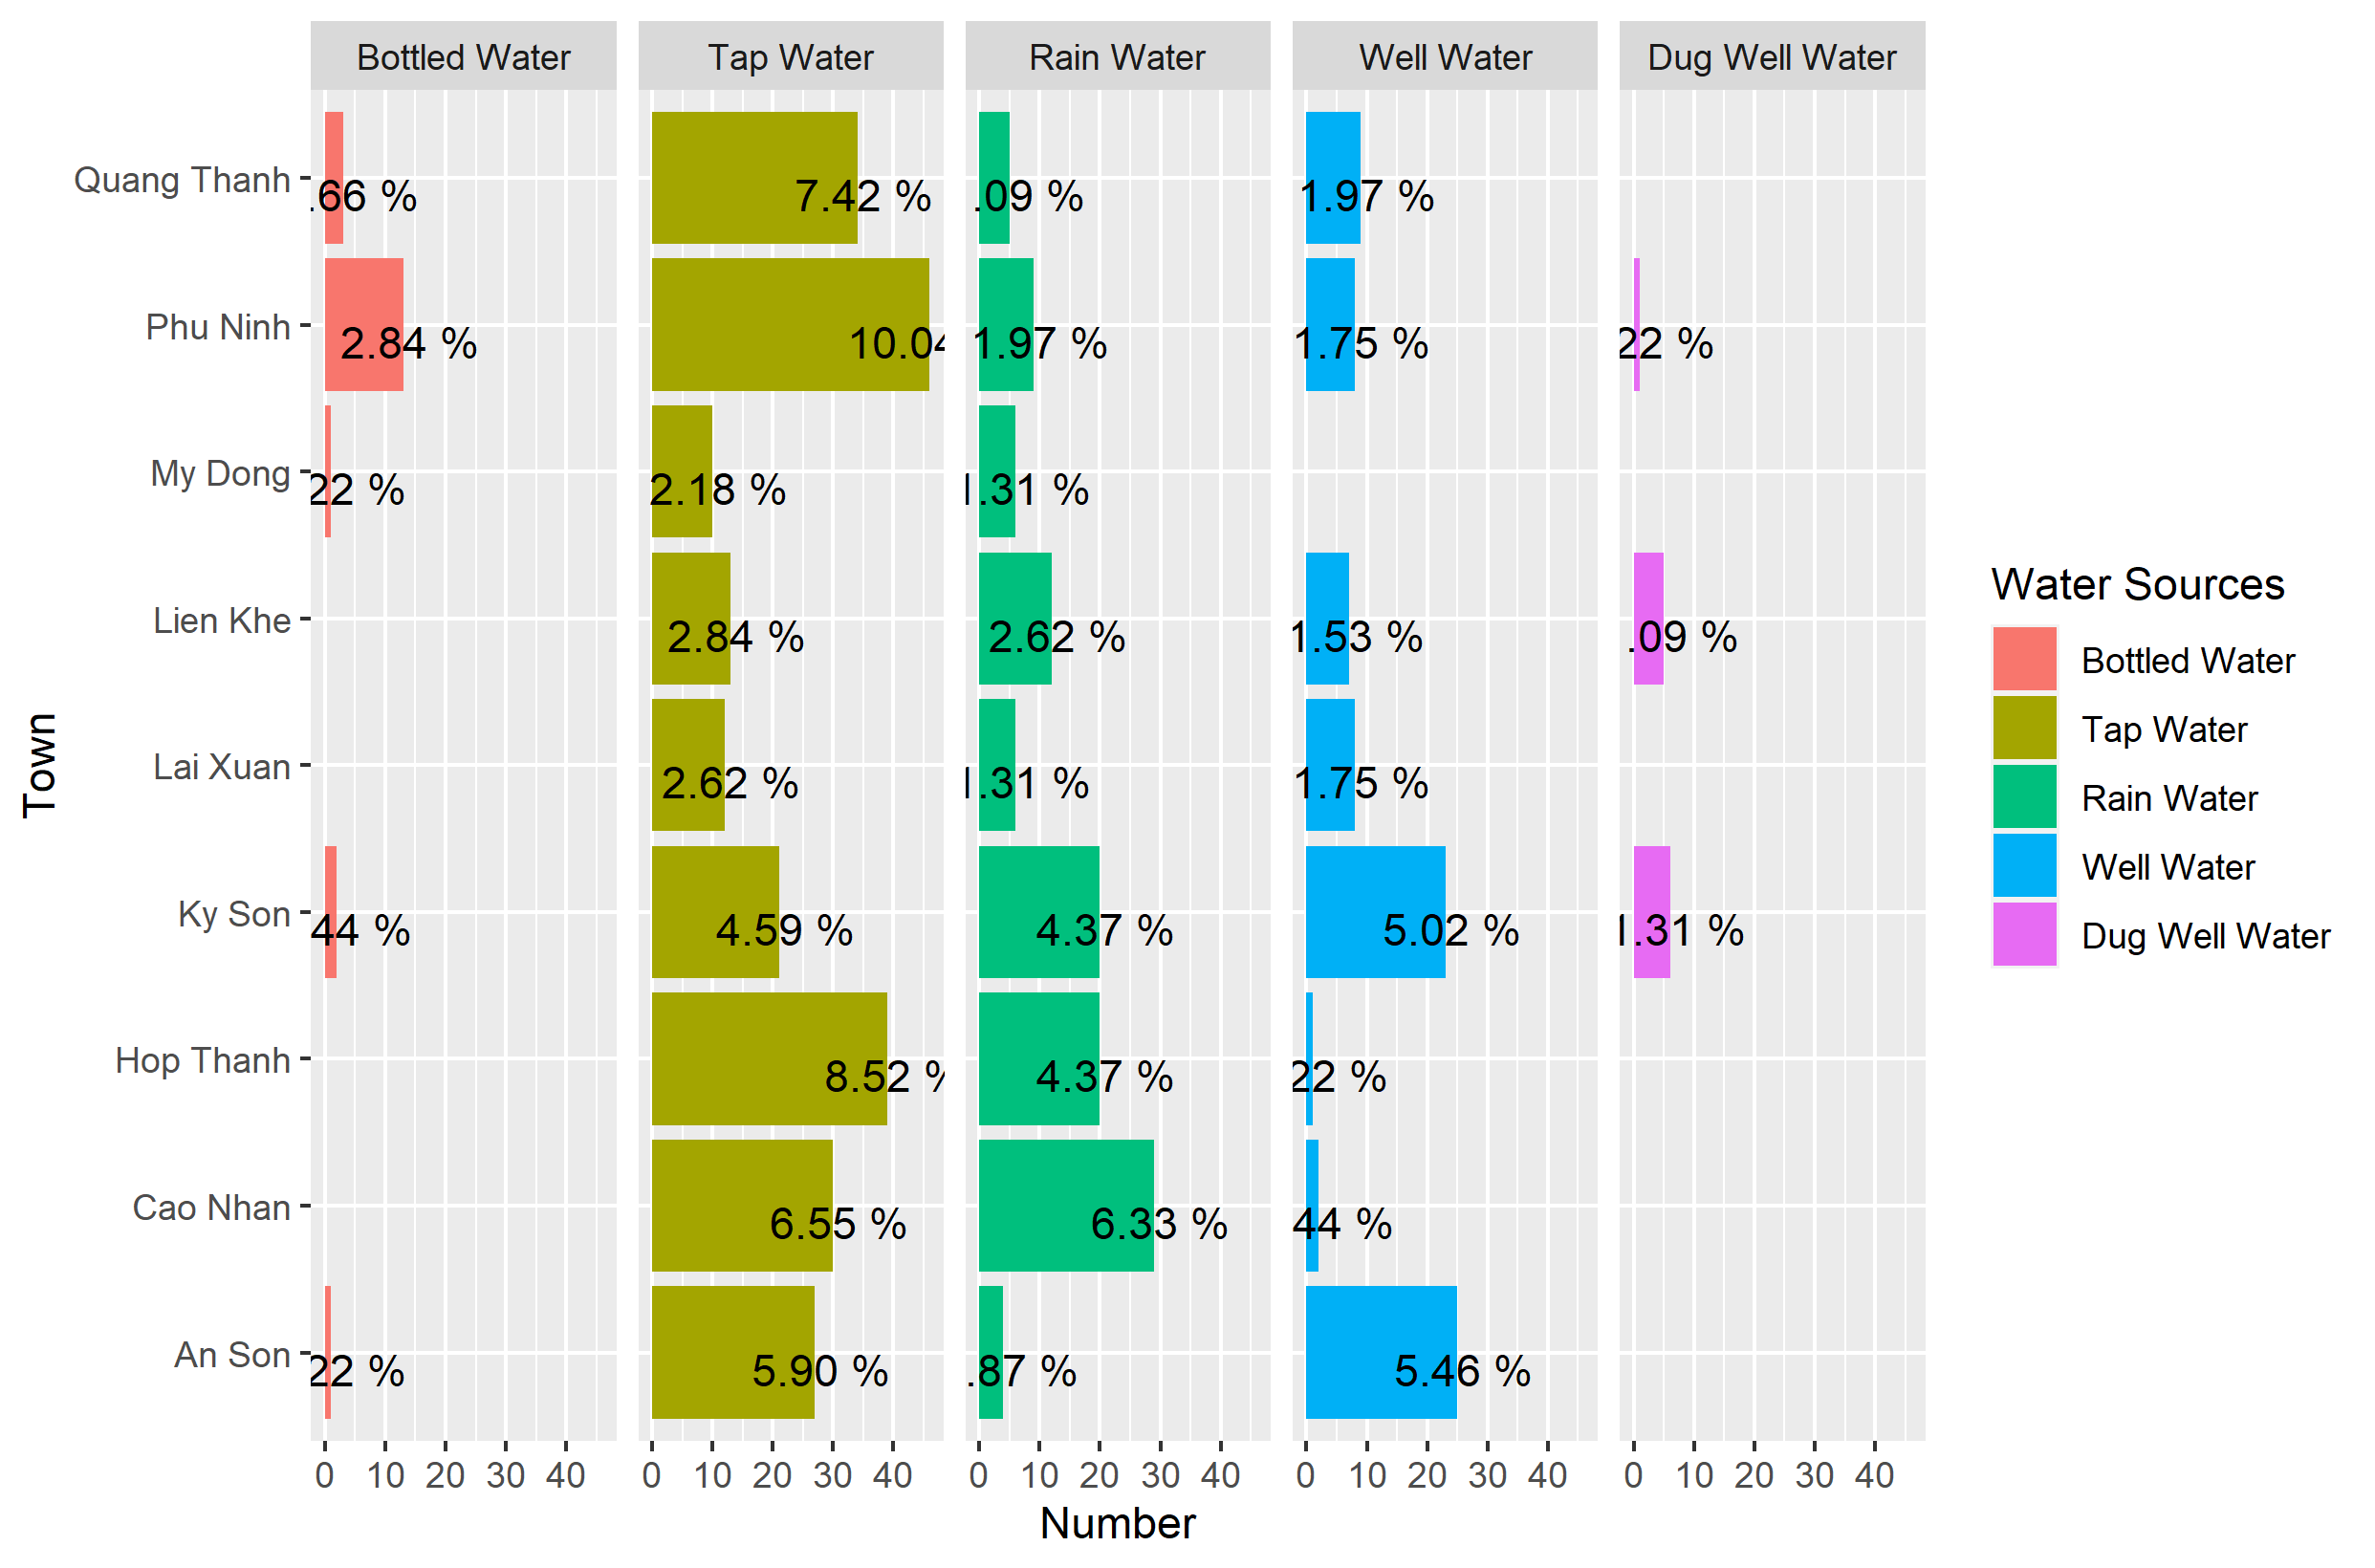 Bottled Water Tap Water Rain Water Well Water Dug Well Water
Quang Thanh .66 % 7.42 % .09 % 1.97 %
Phu Ninh 2.84 % 10.04 1.97 % 1.75 % 22 %
My Dong 22 % 2.18 % 1.31 %
Lien Khe 2.84 % 2.62 % 1.53 % .09 %
Lai Xuan 2.62 % 1.31 % 1.75 %
Ky Son 44 % 4.59 % 4.37 % 5.02 % 1.31 %
Hop Thanh 8.52 % 4.37 % 22 %
Cao Nhan 6.55 % 6.33 % 44 %
An Son 22 % 5.90 % .87 % 5.46 %
0 10 20 30 40 0 10 20 30 40 0 10 20 30 40 0 10 20 30 40 0 10 20 30 40
Number
Town
Water Sources
Bottled Water
Tap Water
Rain Water
Well Water
Dug Well Water